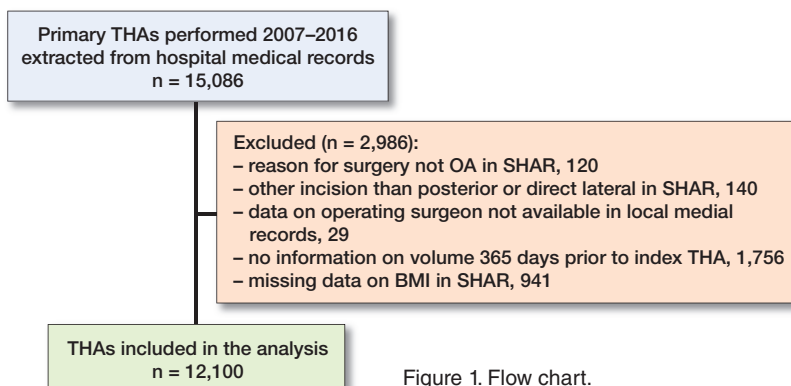 Primary THAs performed 2007–2016
extracted from hospital medical records
n = 15,086
Excluded (n = 2,986):
– reason for surgery not OA in SHAR, 120
– other incision than posterior or direct lateral in SHAR, 140
– data on operating surgeon not available in local medial
records, 29
– no information on volume 365 days prior to index THA, 1,756
– missing data on BMI in SHAR, 941
THAs included in the analysis
n = 12,100
Figure 1. Flow chart.